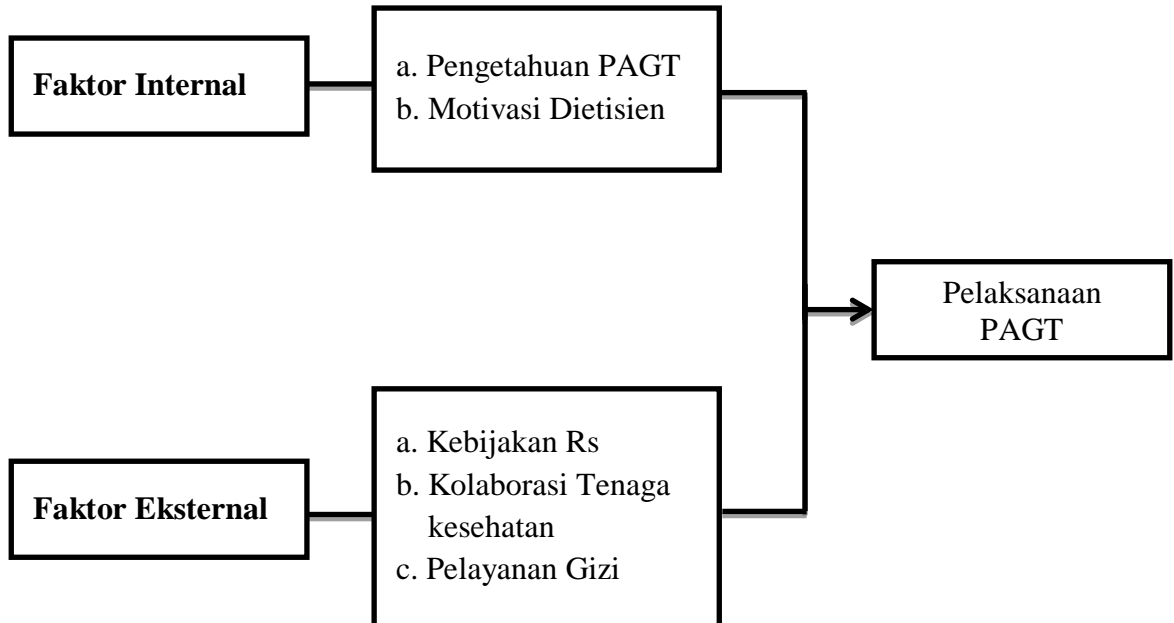 Faktor Internal
a. Pengetahuan PAGT
b. Motivasi Dietisien
Pelaksanaan
PAGT
Faktor Eksternal
a. Kebijakan Rs
b. Kolaborasi Tenaga
kesehatan
c. Pelayanan Gizi